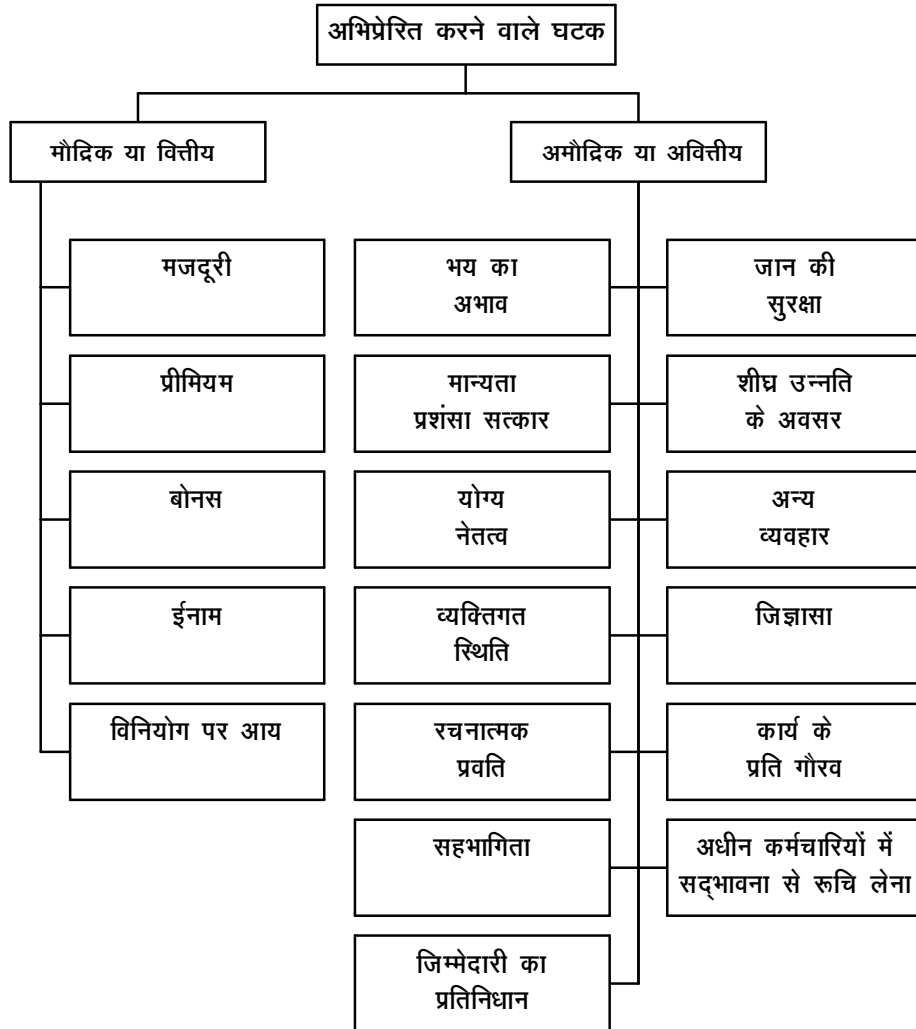 अभिप्रेरित करने वाले घटक
मौद्रिक या वित्तीय
अमौद्रिक या अवित्तीय
मजदूरी
प्रीमियम
बोनस
ईनाम
विनियोग पर आय
भय का
अभाव
मान्यता
प्रशंसा सत्कार
योग्य
नेतत्व
व्यक्तिगत
स्थिति
रचनात्मक
प्रवति
सहभागिता
जिम्मेदारी का
प्रतिनिधान
जान की
सुरक्षा
शीघ्र उन्नति
के अवसर
अन्य
व्यवहार
जिज्ञासा
कार्य के
प्रति गौरव
अधीन कर्मचारियों में
सद्‌भावना से रूचि लेना